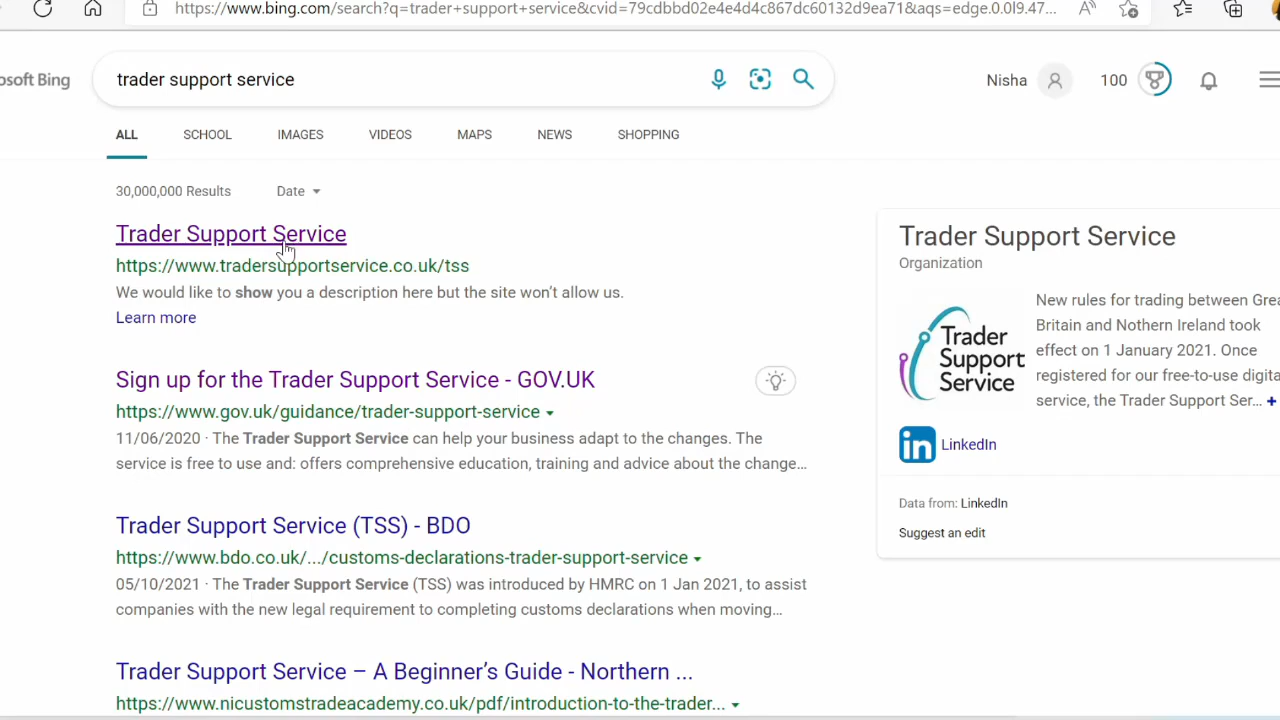 https://www.bing.com/search?q=trader+support+service&cvid=79cdbbd02e4e4d4c867dc60132d9ea71&aqs=edge.0.0l9.47...
osoft Bing
trader support service
Nisha
100
ALL
SCHOOL
IMAGES
VIDEOS
MAPS
NEWS
SHOPPING
30,000,000 Results
Date
Trader Support Service
https://www.tradersupportservice.co.uk/tss
We would like to show you a description here but the site won’t allow us.
Learn more
Sign up for the Trader Support Service - GOV.UK
https://www.gov.uk/guidance/trader-support-service
11/06/2020 · The Trader Support Service can help your business adapt to the changes. The
service is free to use and: offers comprehensive education, training and advice about the change…
Trader Support Service (TSS) - BDO
https://www.bdo.co.uk/.../customs-declarations-trader-support-service
05/10/2021 · The Trader Support Service (TSS) was introduced by HMRC on 1 Jan 2021, to assist
companies with the new legal requirement to completing customs declarations when moving…
Trader Support Service – A Beginner’s Guide - Northern ...
https://www.nicustomstradeacademy.co.uk/pdf/introduction-to-the-trader...
Trader Support Service
Organization
Trader
Support
Service
New rules for trading between Grea
Britain and Nothern Ireland took
effect on 1 January 2021. Once
registered for our free-to-use digita
service, the Trader Support Ser… +
in LinkedIn
Data from: LinkedIn
Suggest an edit